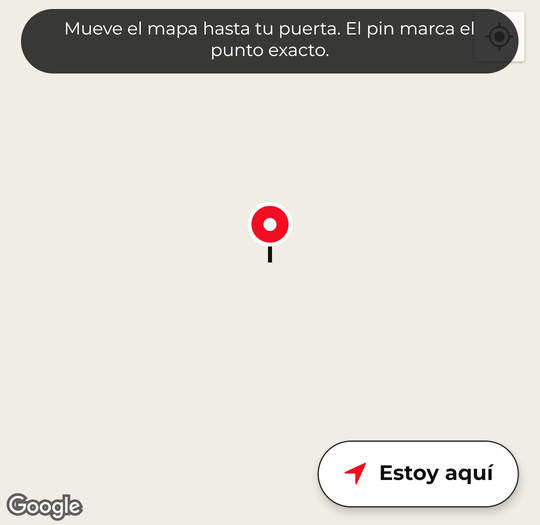 Mueve el mapa hasta tu puerta. El pin marca el
punto exacto.
Estoy aquí
Google